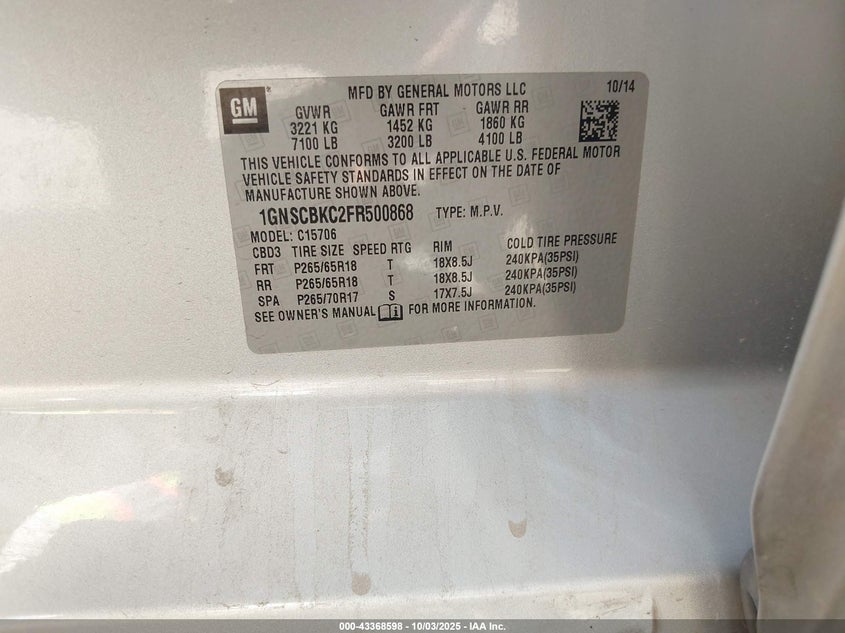 GM
MFD BY GENERAL MOTORS LLC 10/14
GVWR GAWR FRT GAWR RR
3221 KG 1452 KG 1860 KG
7100 LB 3200 LB 4100 LB
THIS VEHICLE CONFORMS TO ALL APPLICABLE U.S. FEDERAL MOTOR
VEHICLE SAFETY STANDARDS IN EFFECT ON THE DATE OF
MANUFACTURE SHOWN ABOVE.
1GNSCBKC2FR500868 TYPE: M.P.V.
MODEL: C15706
CBD3 TIRE SIZE SPEED RTG RIM COLD TIRE PRESSURE
FRT P265/65R18 T 18X8.5J 240KPA(35PSI)
RR P265/65R18 T 18X8.5J 240KPA(35PSI)
SPA P265/70R17 S 17X7.5J 240KPA(35PSI)
SEE OWNER'S MANUAL i FOR MORE INFORMATION.
000-43368598 - 10/03/2025 - IAA Inc.